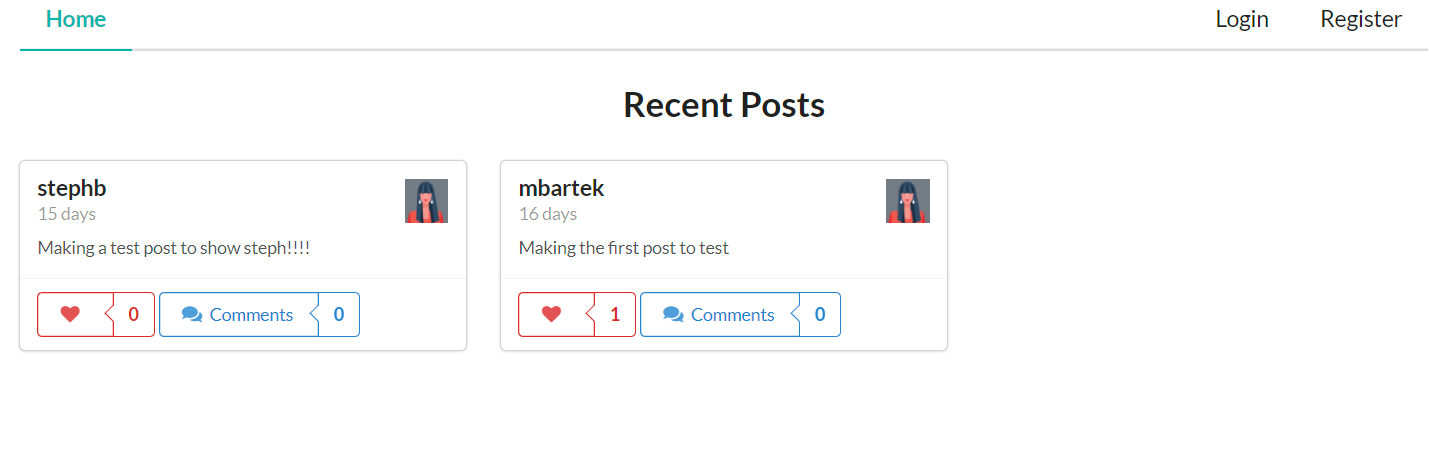 Home Login Register
Recent Posts
stephb
15 days
Making a test post to show steph!!!!
0 Comments 0
mbartek
16 days
Making the first post to test
1 Comments 0